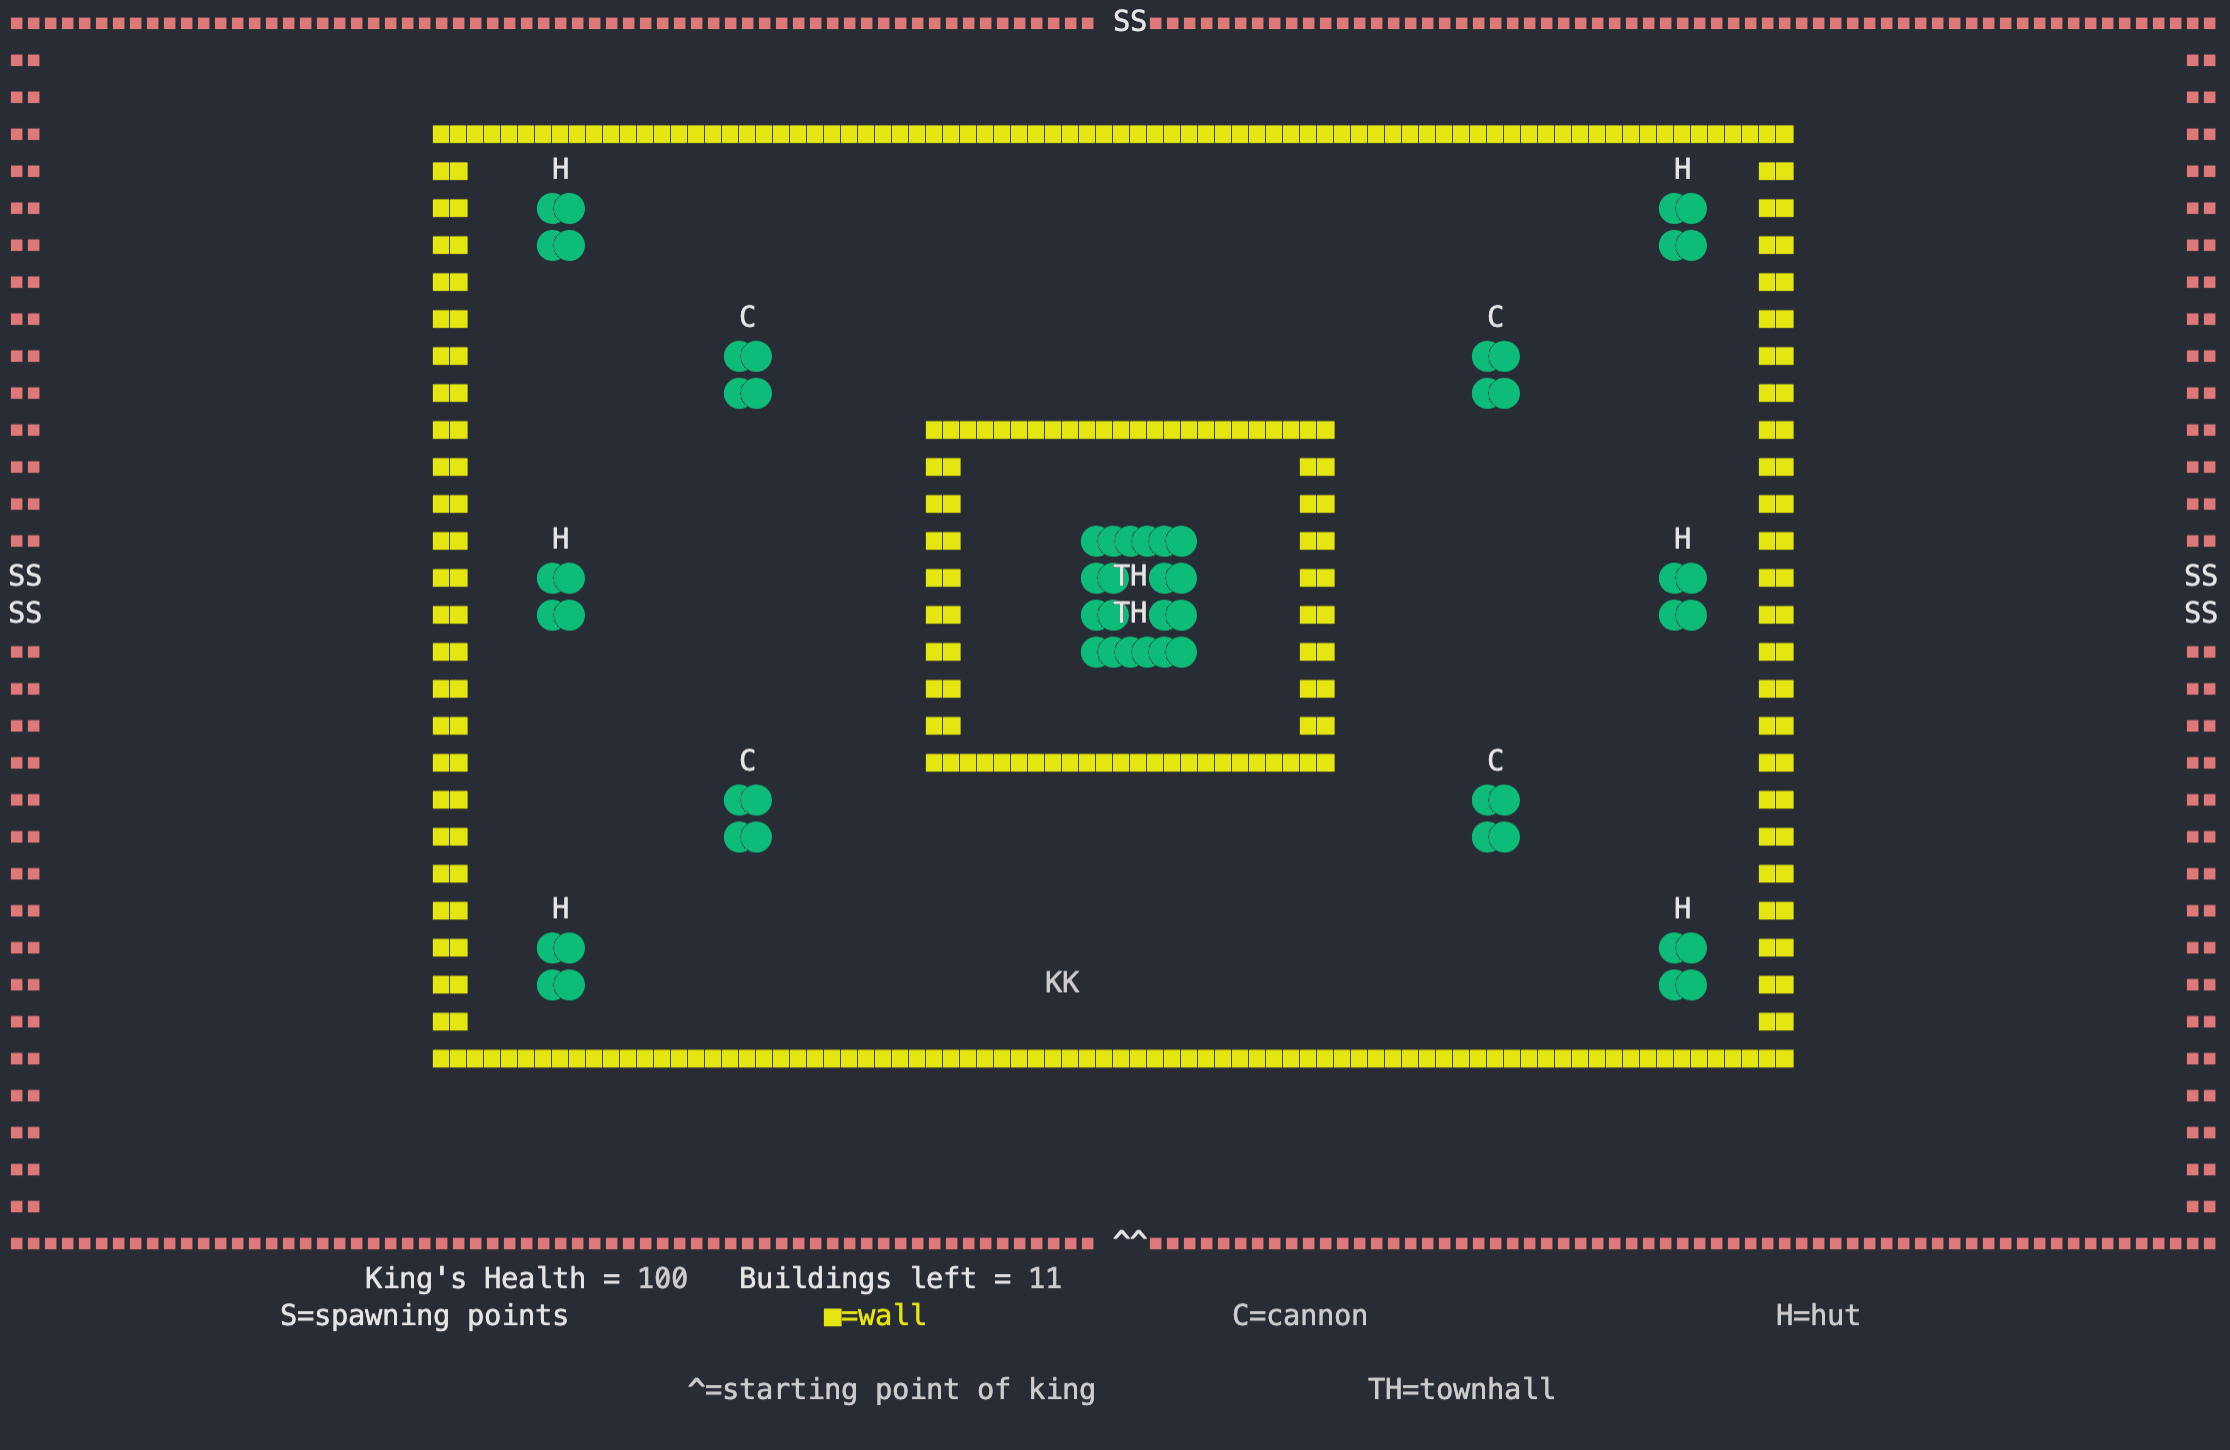 SS
H H
C C
H H
SS TH SS
SS TH SS
C C
H H
KK
^^
King's Health = 100 Buildings left = 11
S=spawning points ■=wall C=cannon H=hut
^=starting point of king TH=townhall